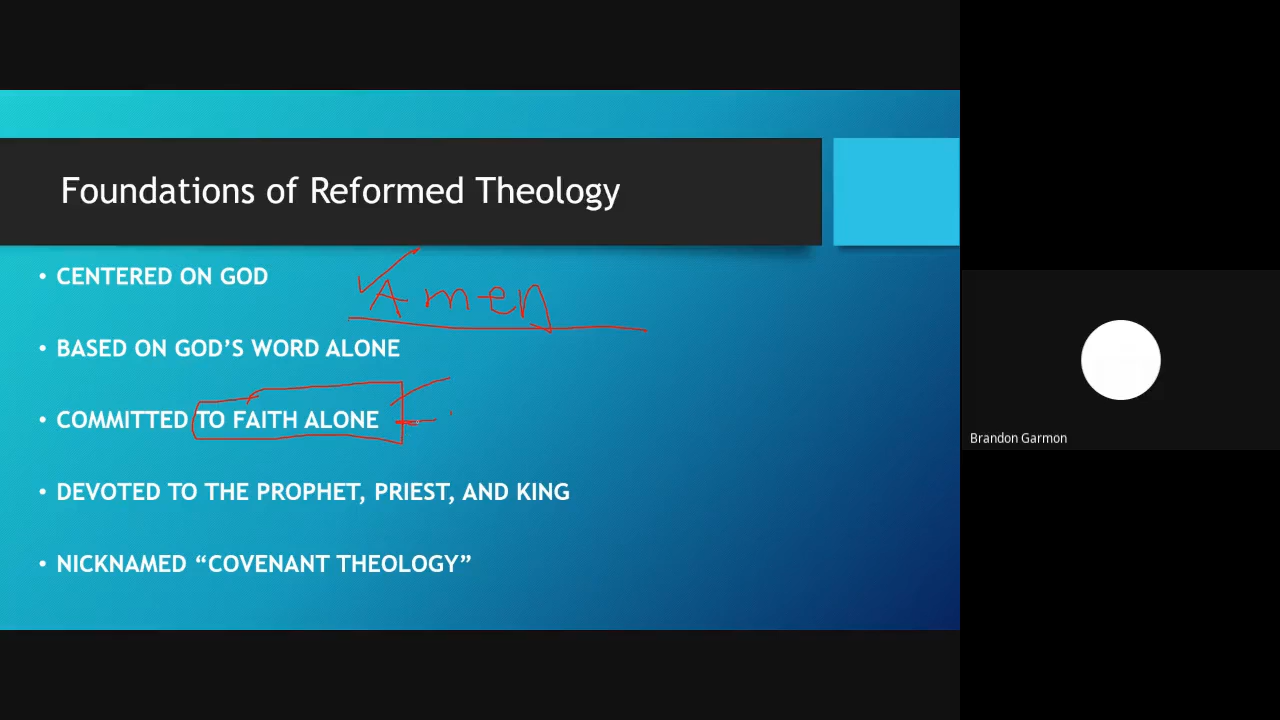 Foundations of Reformed Theology
• CENTERED ON GOD
Amen
• BASED ON GOD’S WORD ALONE
• COMMITTED TO FAITH ALONE
• DEVOTED TO THE PROPHET, PRIEST, AND KING
• NICKNAMED “COVENANT THEOLOGY”
Brandon Garmon